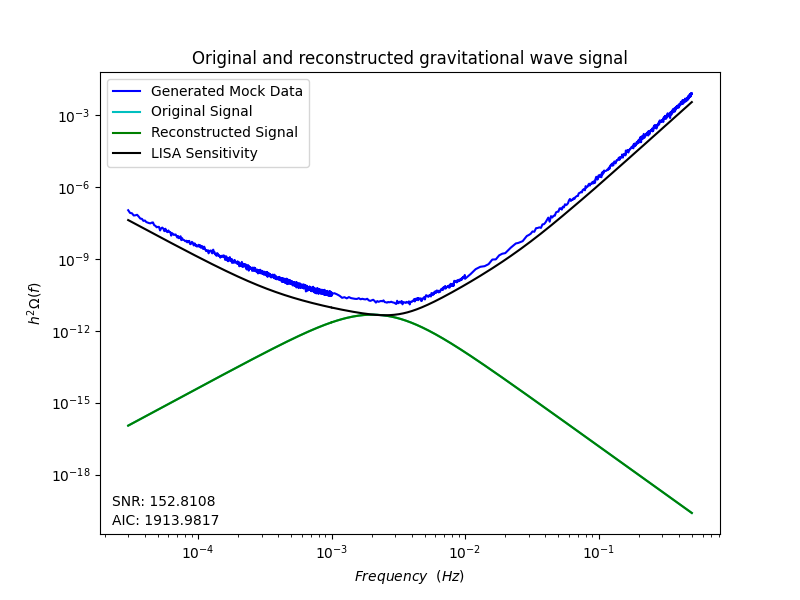 Original and reconstructed gravitational wave signal
Generated Mock Data
Original Signal
Reconstructed Signal
LISA Sensitivity
10⁻³
10⁻⁶
10⁻⁹
10⁻¹²
10⁻¹⁵
10⁻¹⁸
h²Ω(f)
SNR: 152.8108
AIC: 1913.9817
10⁻⁴ 10⁻³ 10⁻² 10⁻¹
Frequency (Hz)